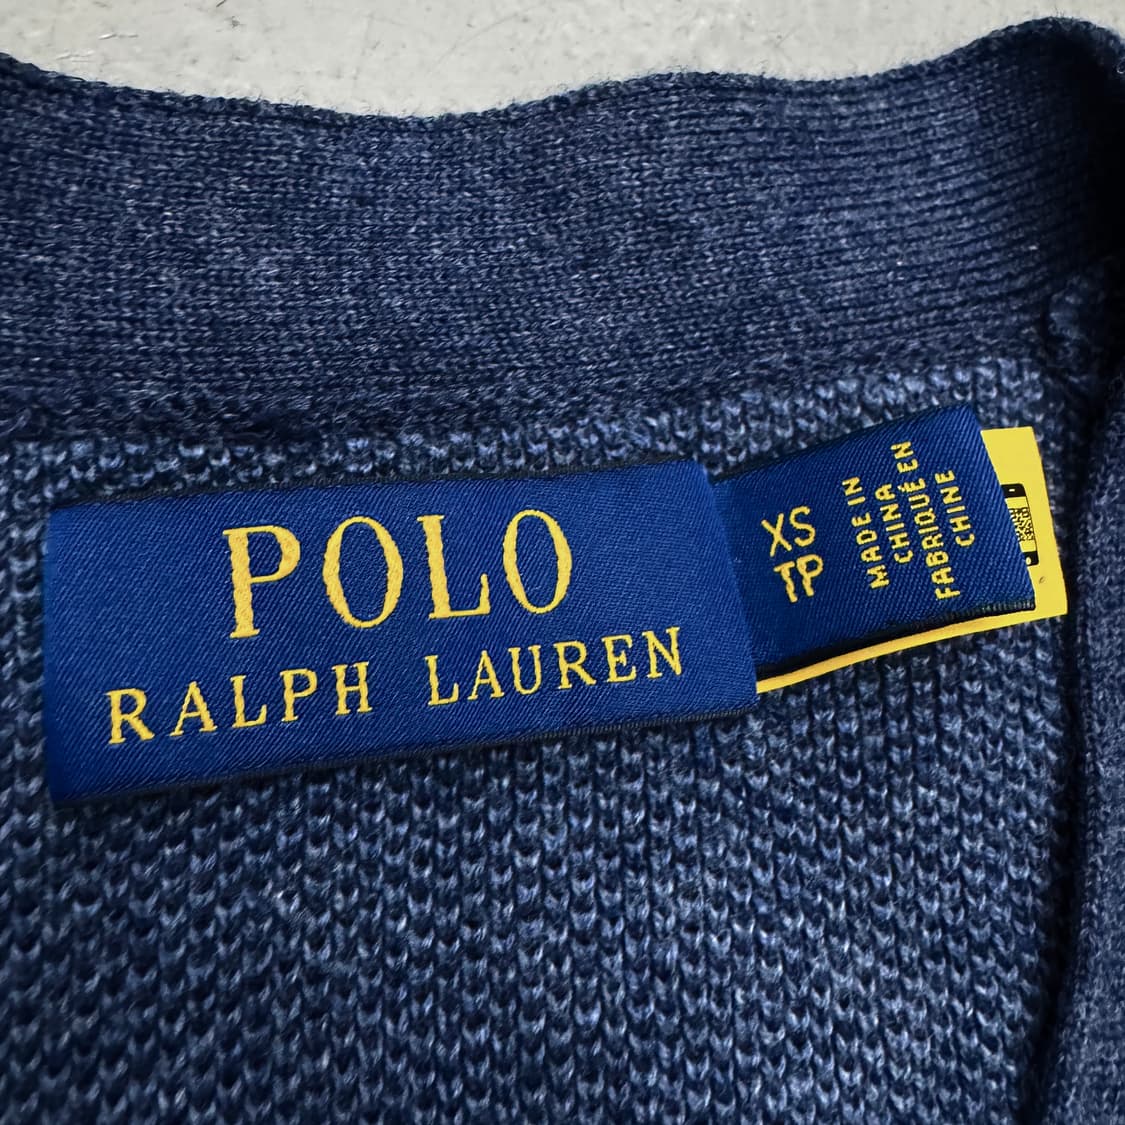 POLO
RALPH LAUREN
XS
TP
MADE IN
CHINA
FABRIQUÉ EN
CHINE